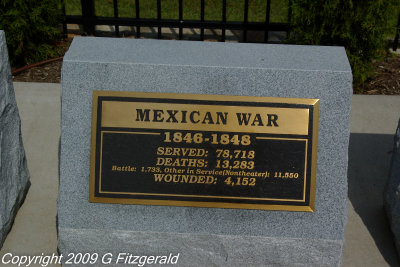 MEXICAN WAR
1846-1848
SERVED: 78,718
DEATHS: 13,283
Battle: 1,733, Other in Service(Nontheater): 11,550
WOUNDED: 4,152
Copyright © 2009 G Fitzgerald